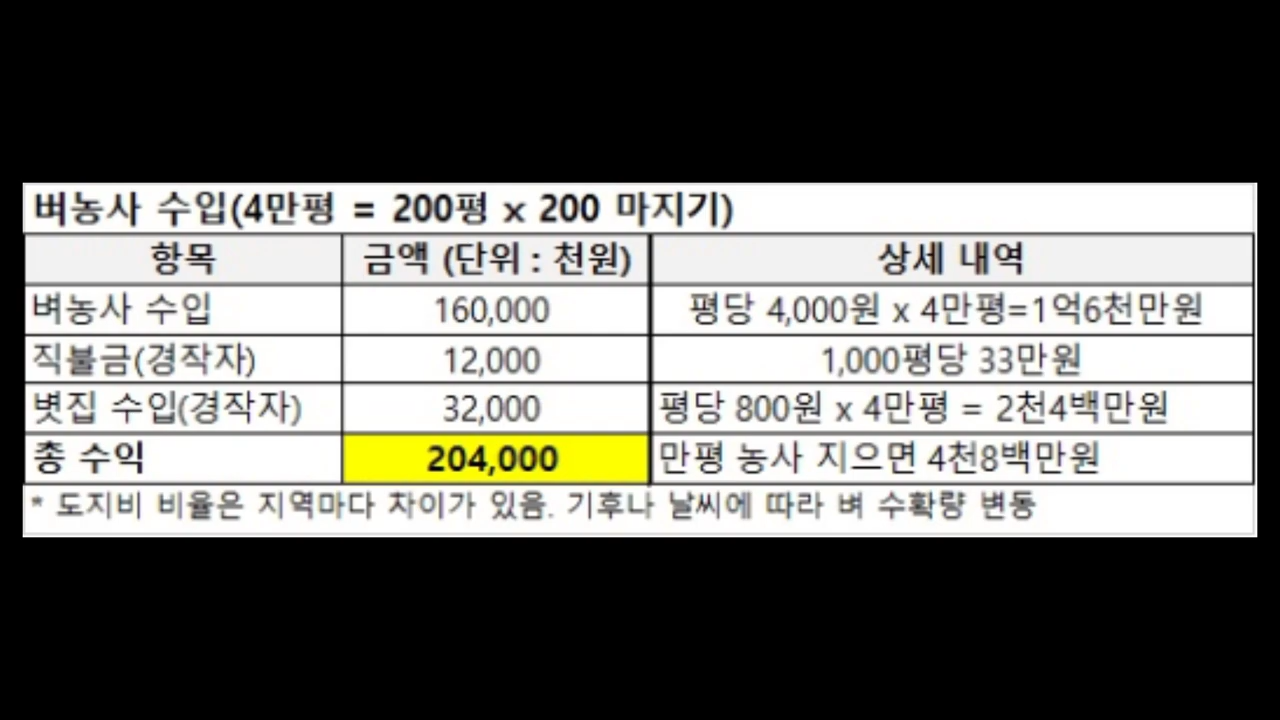 벼농사 수입(4만평 = 200평 x 200 마지기)
항목 금액 (단위 : 천원) 상세 내역
벼농사 수입 160,000 평당 4,000원 x 4만평=1억6천만원
직불금(경작자) 12,000 1,000평당 33만원
볏집 수입(경작자) 32,000 평당 800원 x 4만평 = 2천4백만원
총 수익 204,000 만평 농사 지으면 4천8백만원
* 도지비 비율은 지역마다 차이가 있음. 기후나 날씨에 따라 벼 수확량 변동